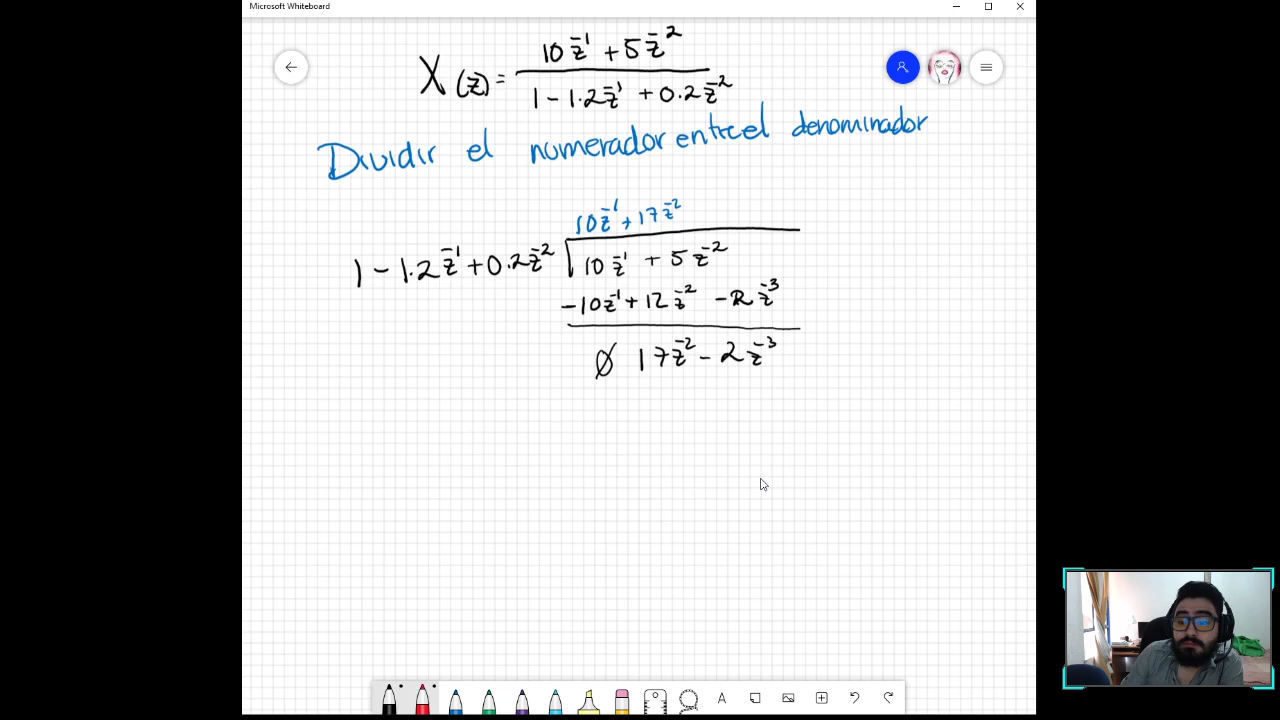 Microsoft Whiteboard
X(z) = 10z⁻¹ + 5z⁻²
1 - 1.2z⁻¹ + 0.2z⁻²
Dividir el numerador entre el denominador
10z⁻¹ + 17z⁻²
1 - 1.2z⁻¹ + 0.2z⁻² 10z⁻¹ + 5z⁻²
-10z⁻¹ + 12z⁻² - 2z⁻³
0 17z⁻² - 2z⁻³
A